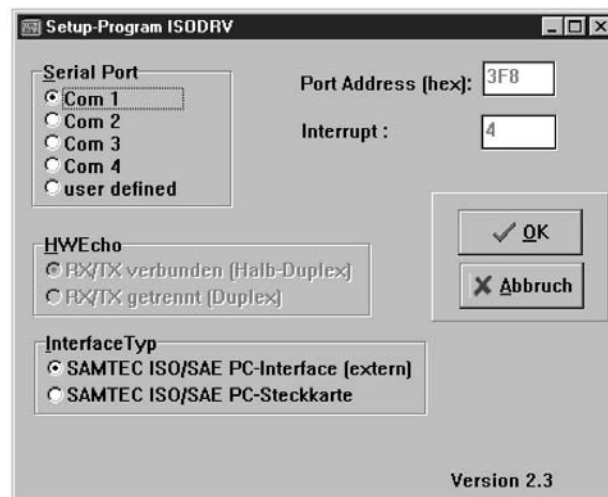 Setup-Program ISODRV
Serial Port
Com 1
Com 2
Com 3
Com 4
user defined
Port Address (hex): 3F8
Interrupt : 4
HWEcho
RX/TX verbunden (Halb-Duplex)
RX/TX getrennt (Duplex)
OK
Abbruch
InterfaceTyp
SAMTEC ISO/SAE PC-Interface (extern)
SAMTEC ISO/SAE PC-Steckkarte
Version 2.3